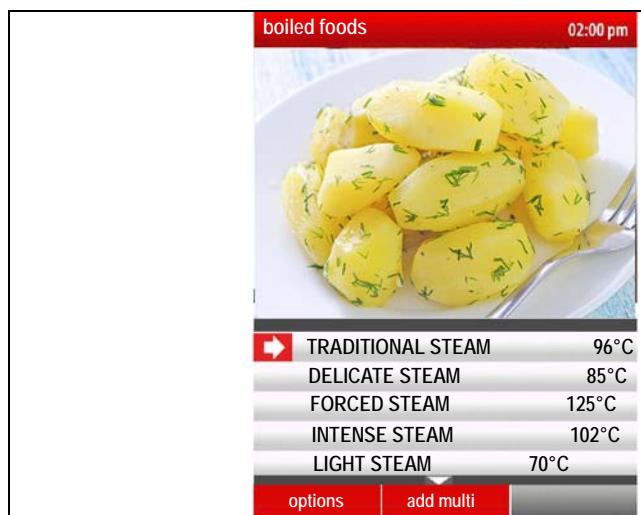 boiled foods 02:00 pm
TRADITIONAL STEAM 96°C
DELICATE STEAM 85°C
FORCED STEAM 125°C
INTENSE STEAM 102°C
LIGHT STEAM 70°C
options add multi